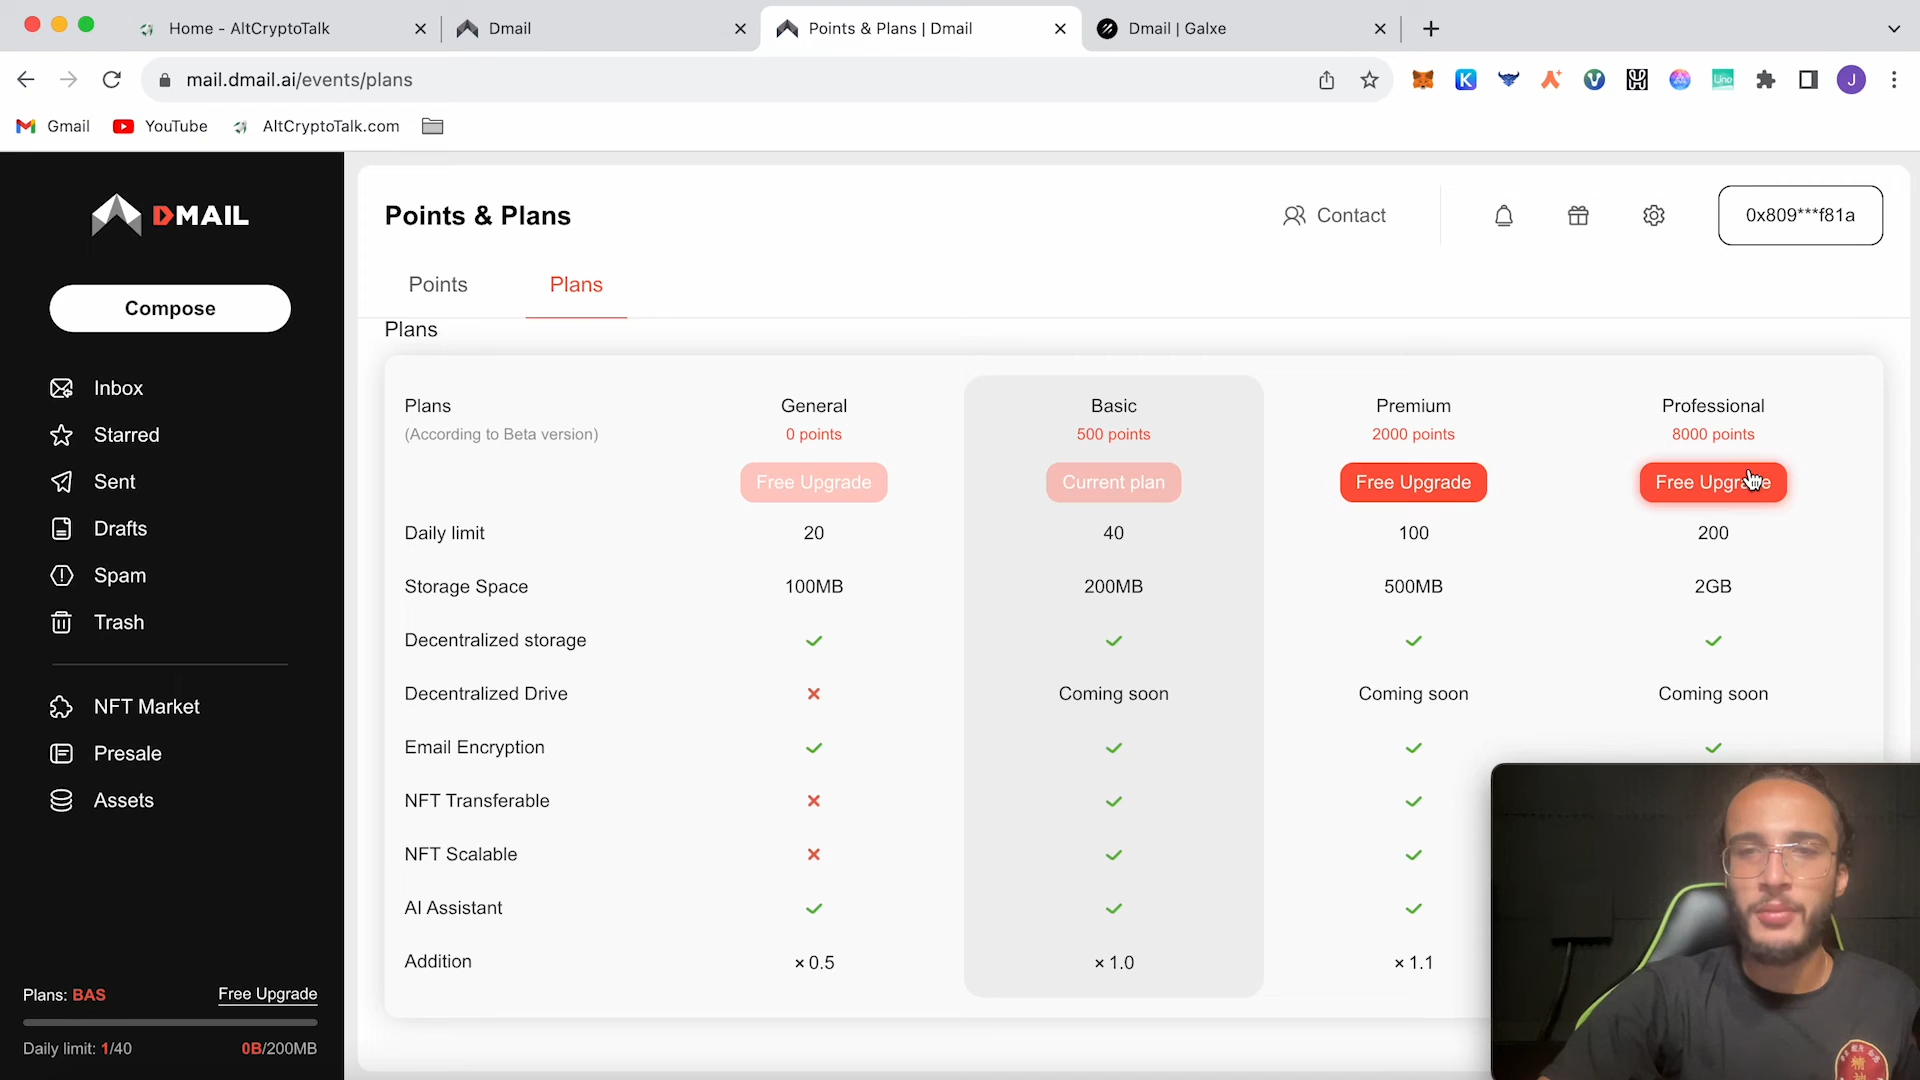 Home - AltCryptoTalk
Dmail
Points & Plans | Dmail
Dmail | Galxe
mail.dmail.ai/events/plans
Lino
J
Gmail
YouTube
AltCryptoTalk.com
DMAIL
Compose
Inbox
Starred
Sent
Drafts
Spam
Trash
NFT Market
Presale
Assets
Plans: BAS
Free Upgrade
Daily limit: 1/40
0B/200MB
Points & Plans
Contact
0x809***f81a
Points
Plans
Plans
Plans
General
Basic
Premium
Professional
(According to Beta version)
0 points
500 points
2000 points
8000 points
Free Upgrade
Current plan
Free Upgrade
Free Upgrade
Daily limit
20
40
100
200
Storage Space
100MB
200MB
500MB
2GB
Decentralized storage
Decentralized Drive
Coming soon
Coming soon
Coming soon
Email Encryption
NFT Transferable
NFT Scalable
AI Assistant
Addition
× 0.5
× 1.0
× 1.1